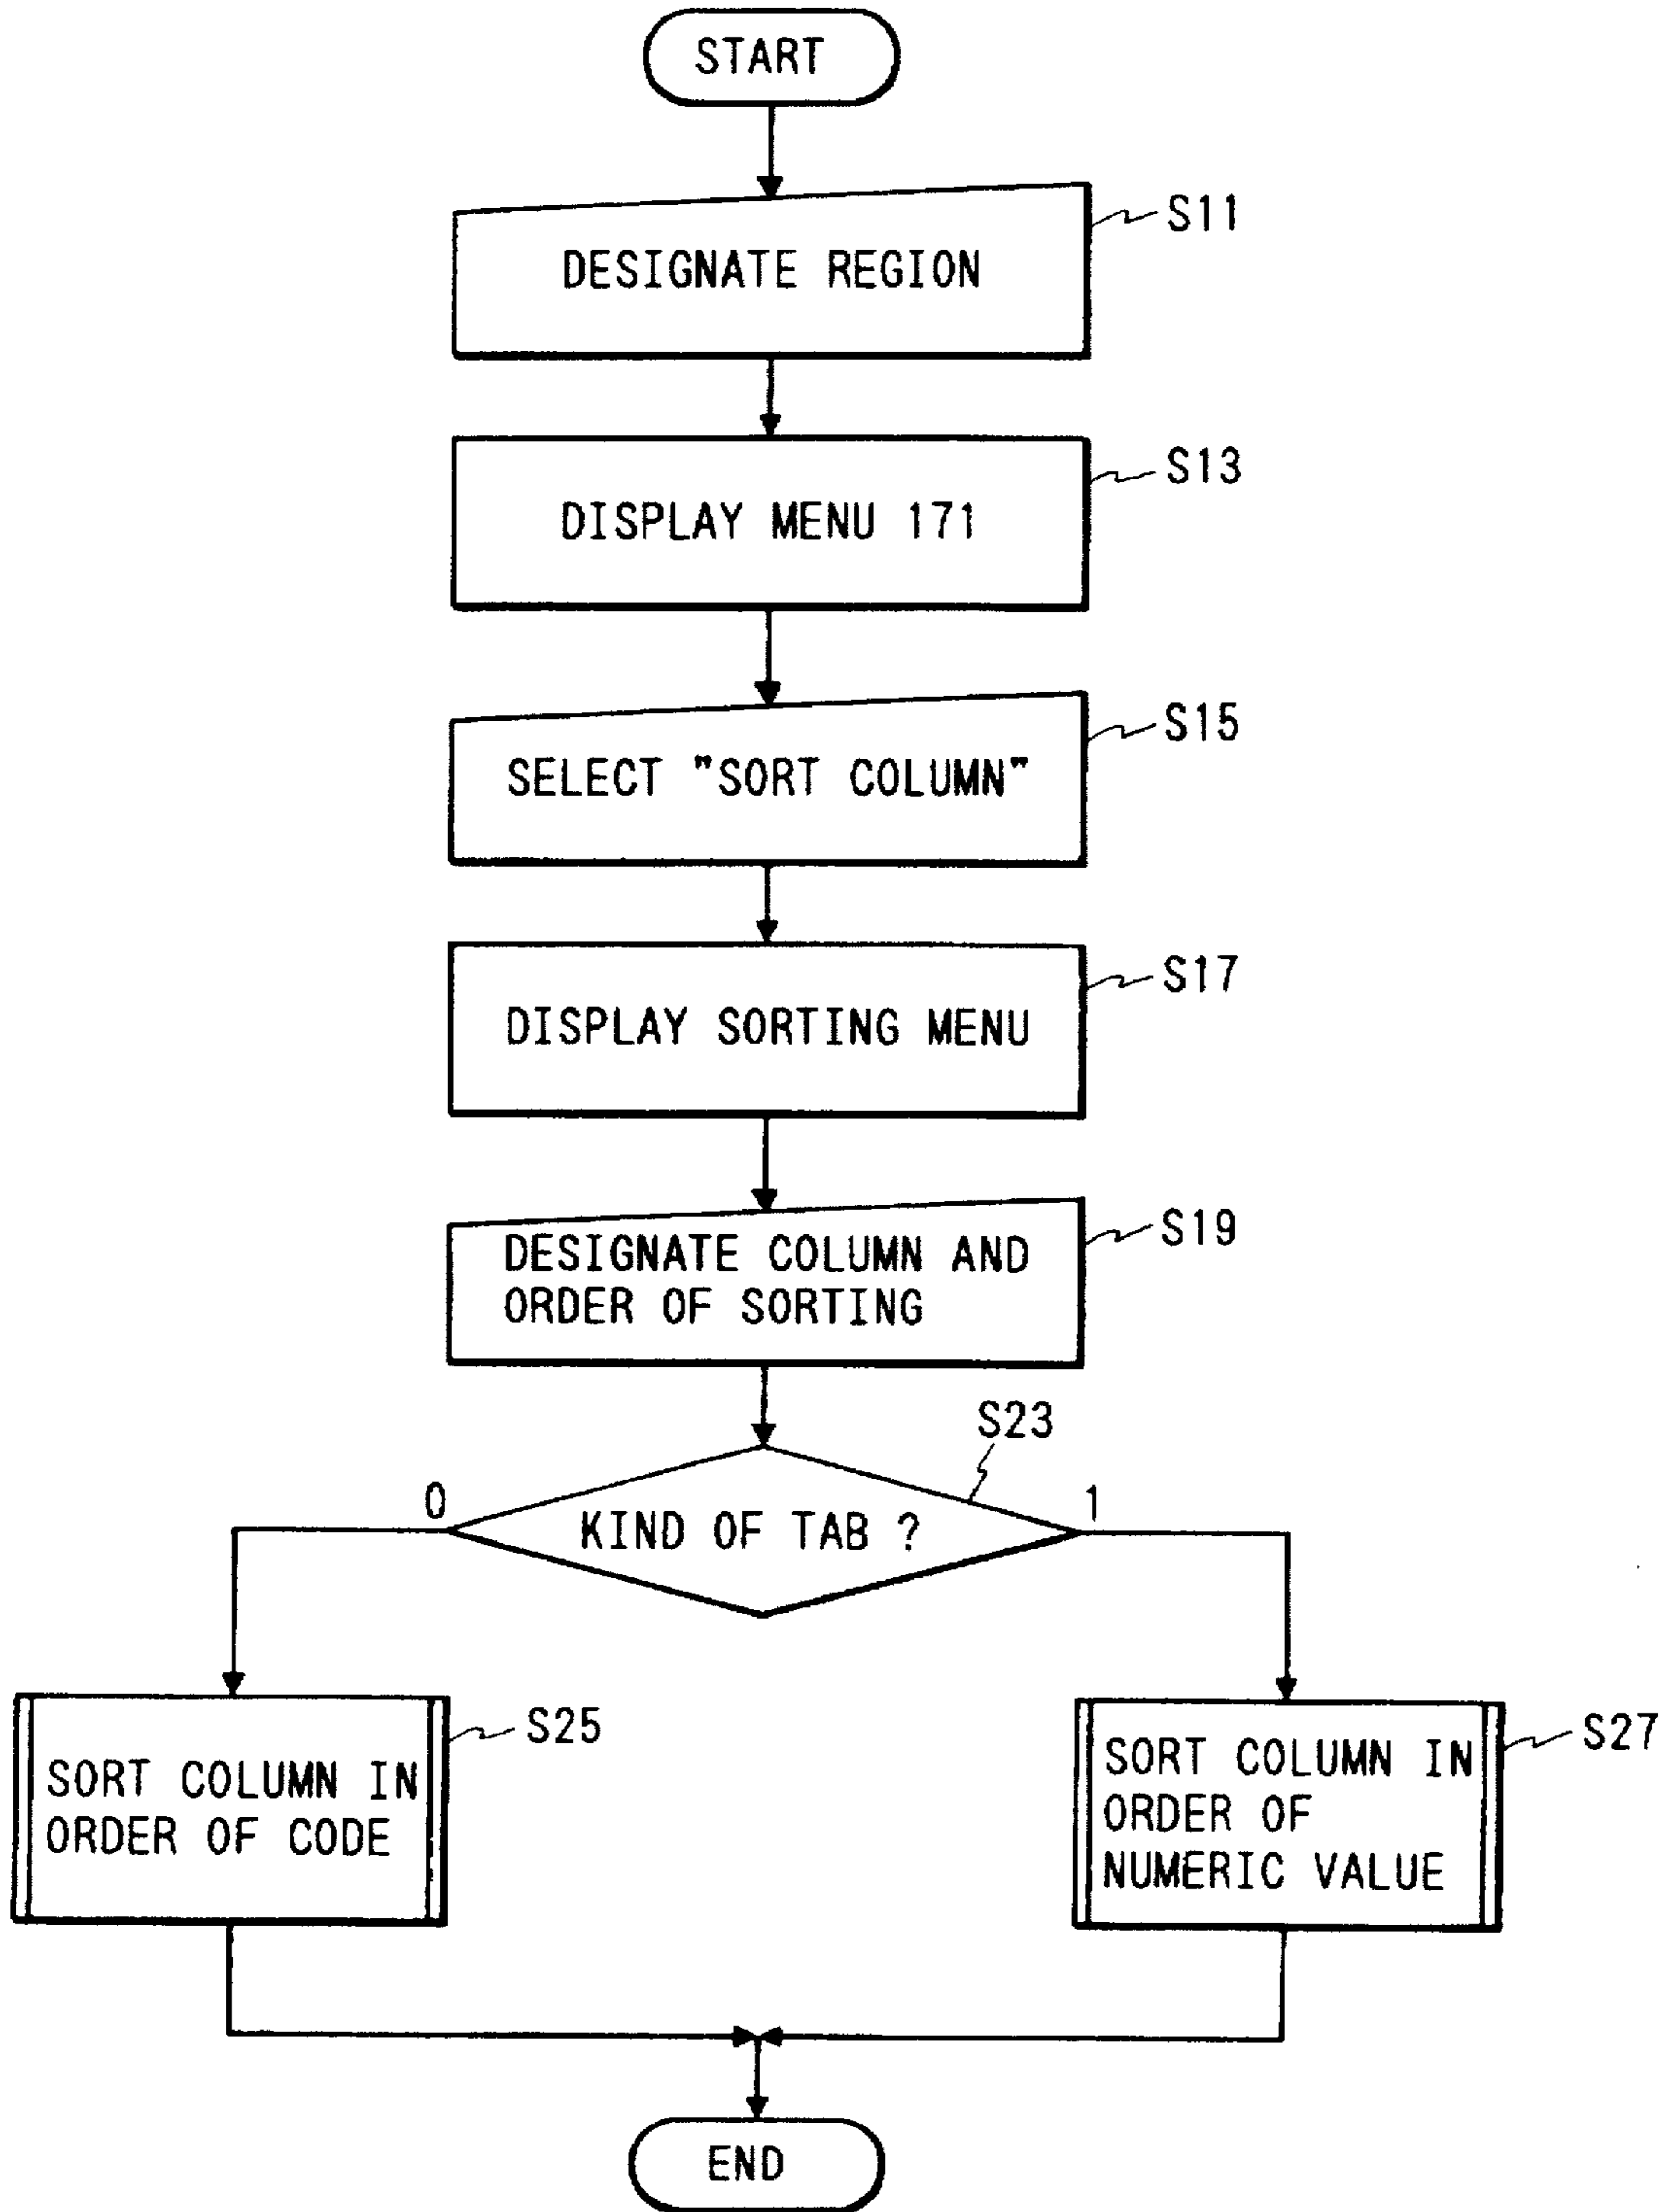 START
S11
DESIGNATE REGION
S13
DISPLAY MENU 171
S15
SELECT "SORT COLUMN"
S17
DISPLAY SORTING MENU
S19
DESIGNATE COLUMN AND
ORDER OF SORTING
S23
0
KIND OF TAB ?
1
S25
SORT COLUMN IN
ORDER OF CODE
S27
SORT COLUMN IN
ORDER OF
NUMERIC VALUE
END